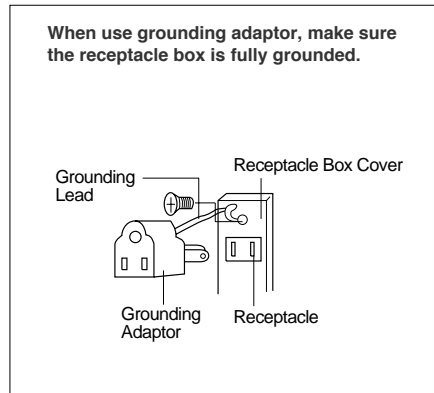 When use grounding adaptor, make sure
the receptacle box is fully grounded.
Receptacle Box Cover
Grounding
Lead
Grounding
Adaptor
Receptacle